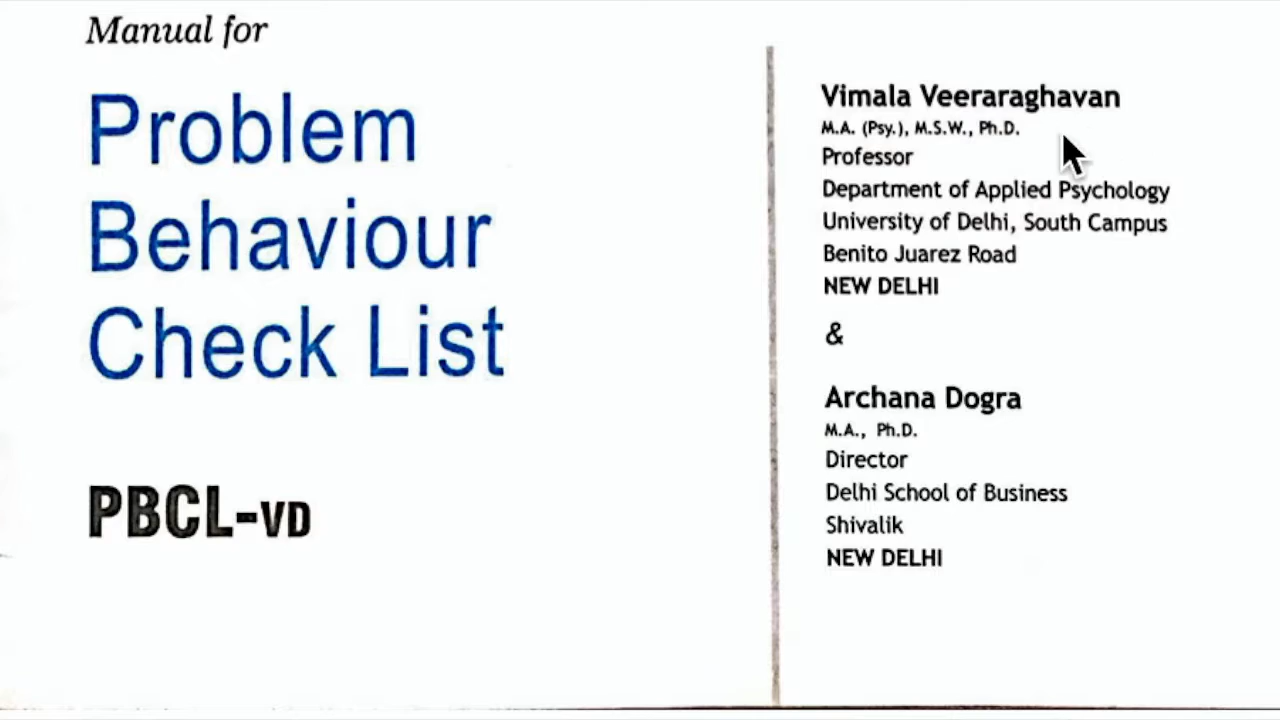 Manual for
Problem
Behaviour
Check List
PBCL-VD
Vimala Veeraraghavan
M.A. (Psy.), M.S.W., Ph.D.
Professor
Department of Applied Psychology
University of Delhi, South Campus
Benito Juarez Road
NEW DELHI
&
Archana Dogra
M.A., Ph.D.
Director
Delhi School of Business
Shivalik
NEW DELHI